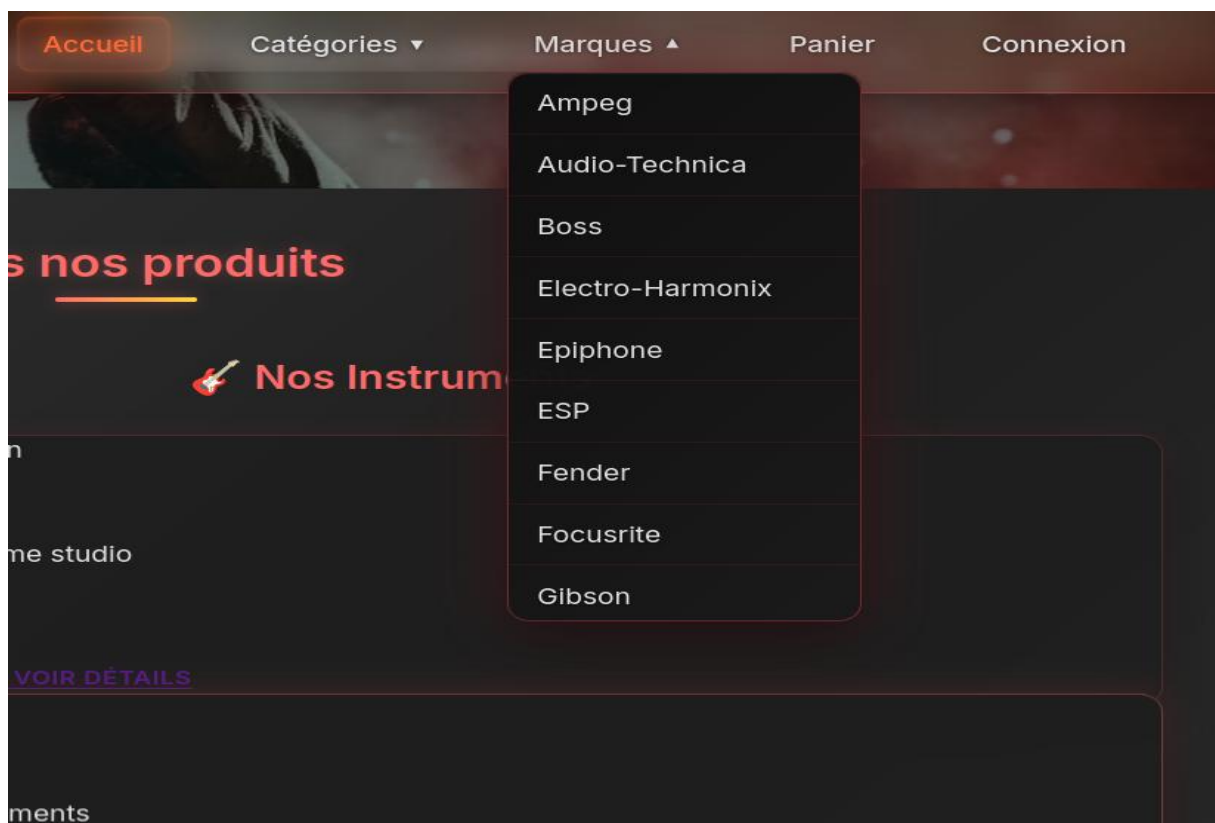 Accueil Catégories ▼ Marques ▲ Panier Connexion
Ampeg
Audio-Technica
Boss
s nos produits
Electro-Harmonix
Epiphone
🎸 Nos Instrum
ESP
n
Fender
Focusrite
me studio
Gibson
VOIR DÉTAILS
ments